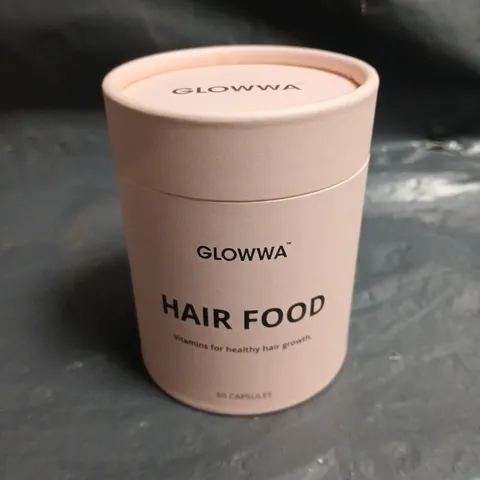 GLOWWA
GLOWWA™
HAIR FOOD
Vitamins for healthy hair growth.
60 CAPSULES